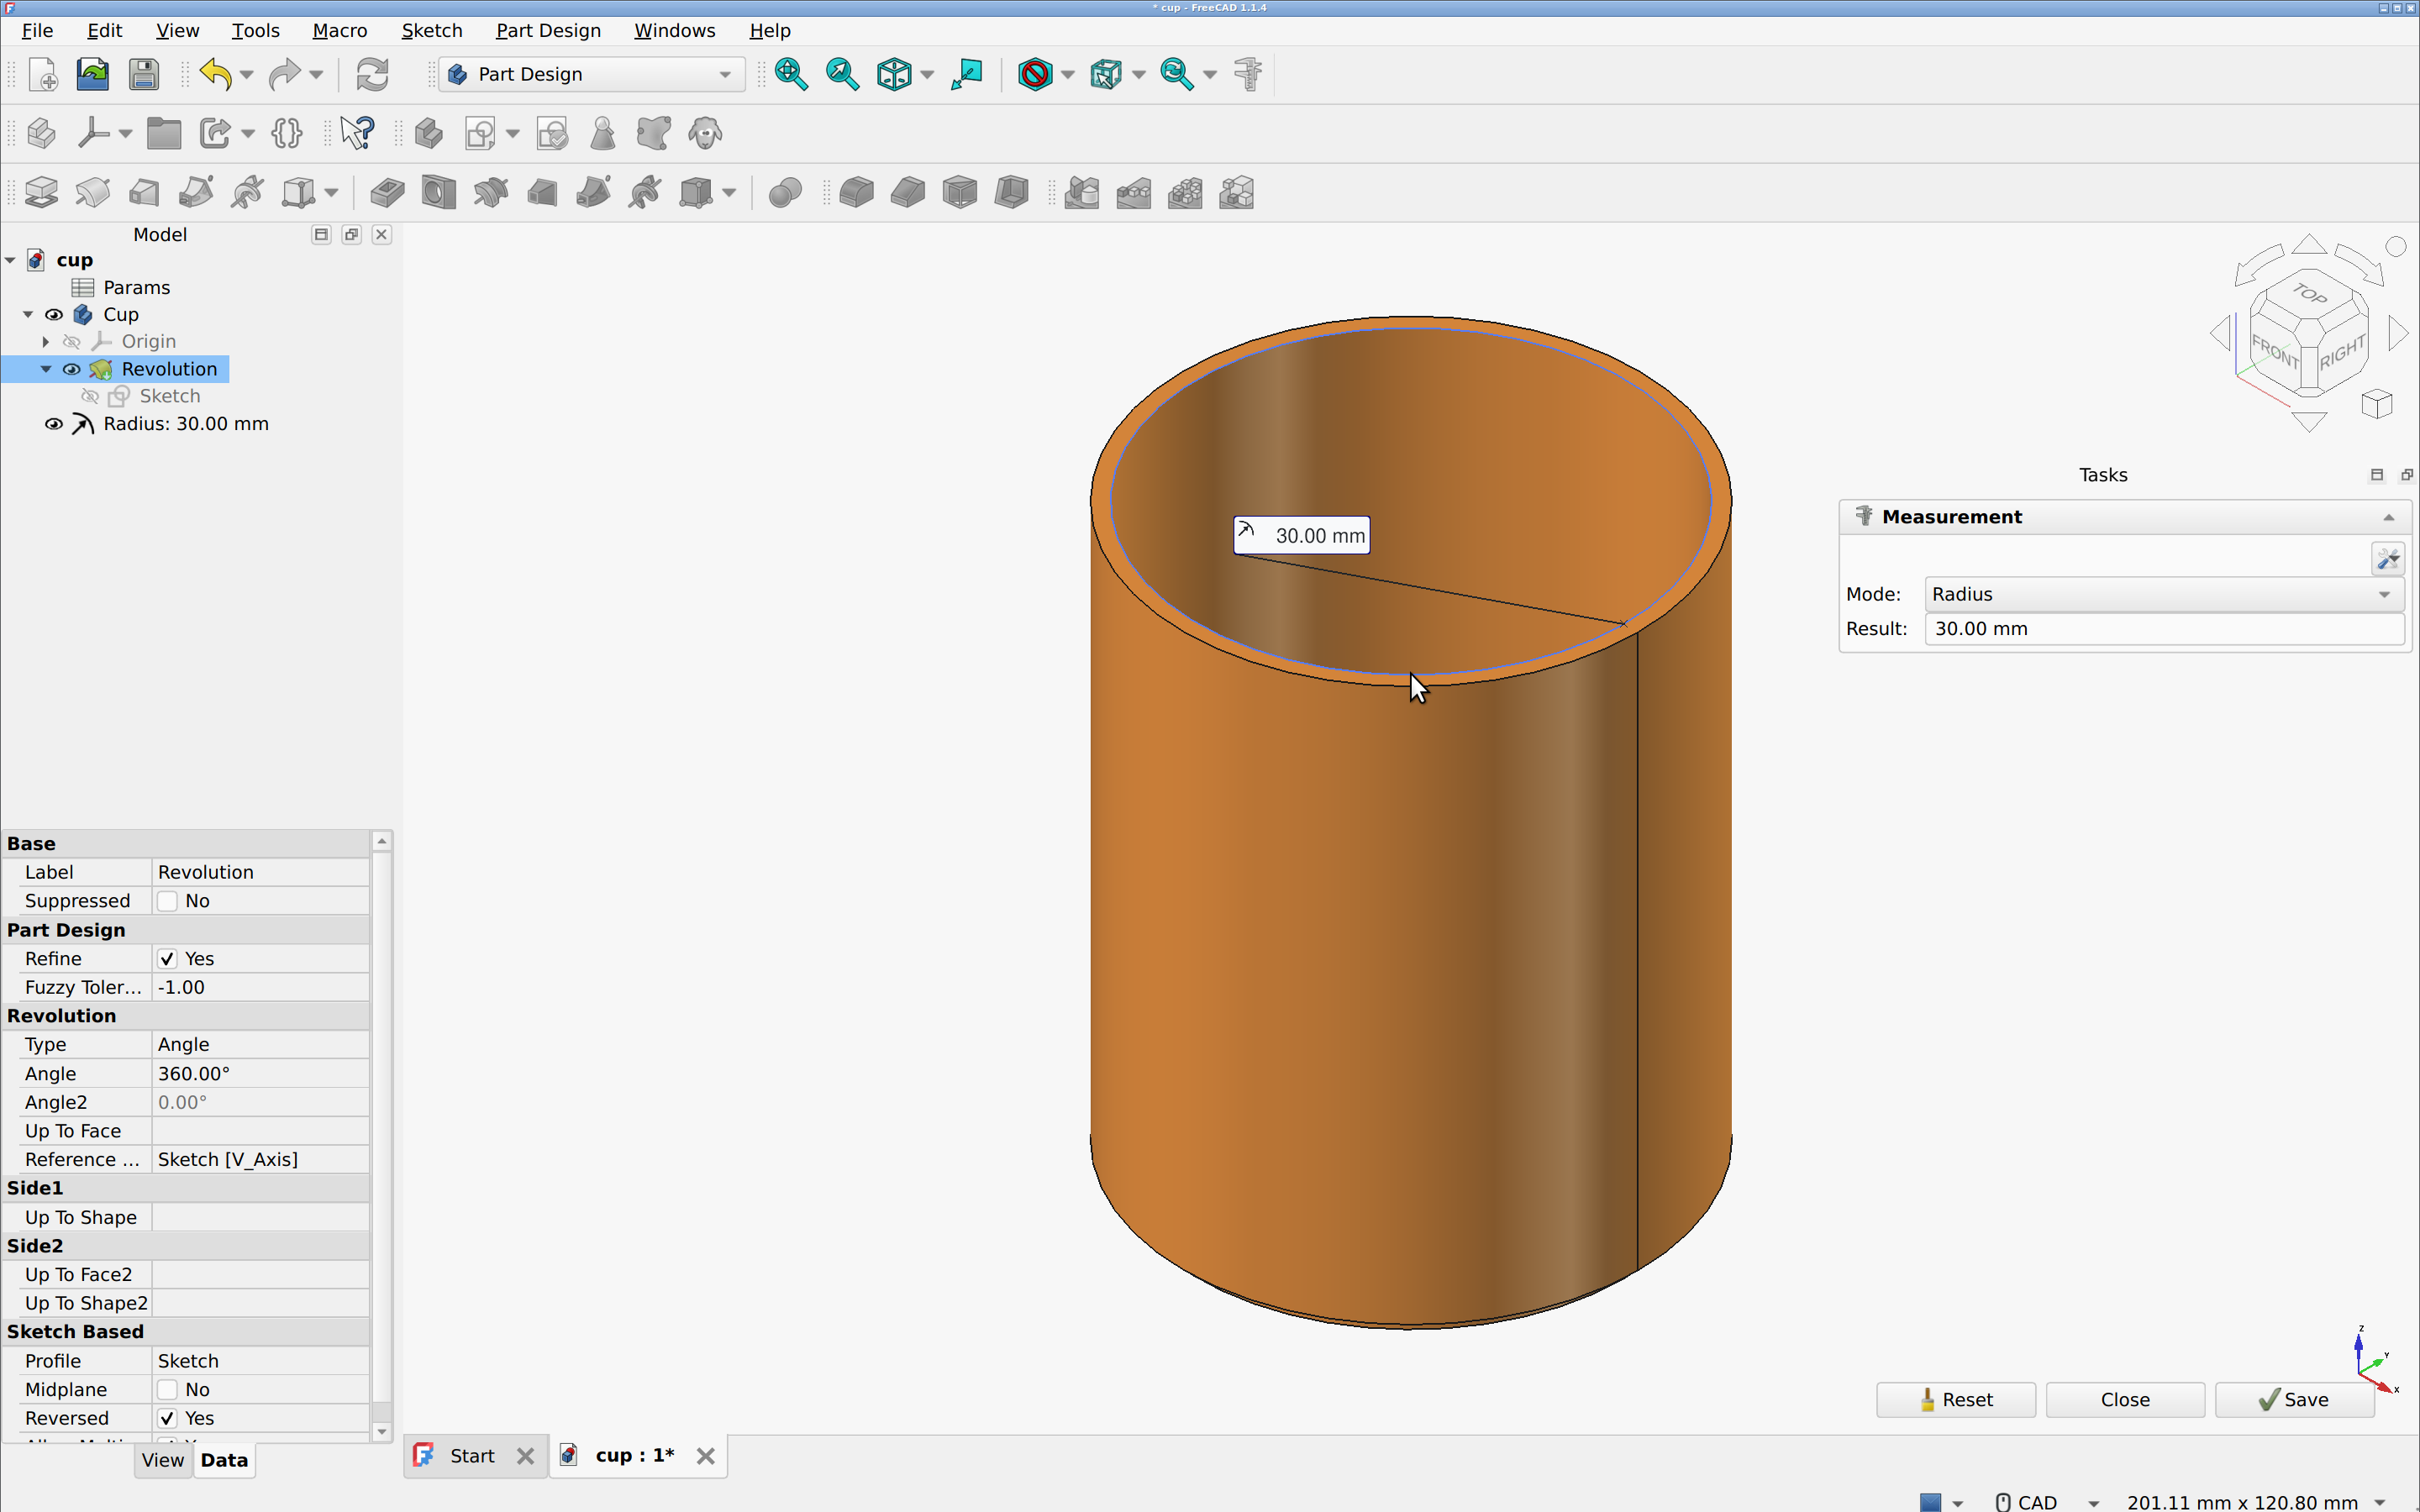 * cup - FreeCAD 1.1.4
File Edit View Tools Macro Sketch Part Design Windows Help
Part Design
Model
cup
Params
Cup
Origin
Revolution
Sketch
Radius: 30.00 mm
TOP
FRONT
RIGHT
30.00 mm
Tasks
Measurement
Mode: Radius
Result: 30.00 mm
Base
Label Revolution
Suppressed No
Part Design
Refine Yes
Fuzzy Toler... -1.00
Revolution
Type Angle
Angle 360.00°
Angle2 0.00°
Up To Face
Reference ... Sketch [V_Axis]
Side1
Up To Shape
Side2
Up To Face2
Up To Shape2
Sketch Based
Profile Sketch
Midplane No
Reversed Yes
Z
Y
X
Reset Close Save
View Data
Start
cup : 1*
CAD
201.11 mm x 120.80 mm